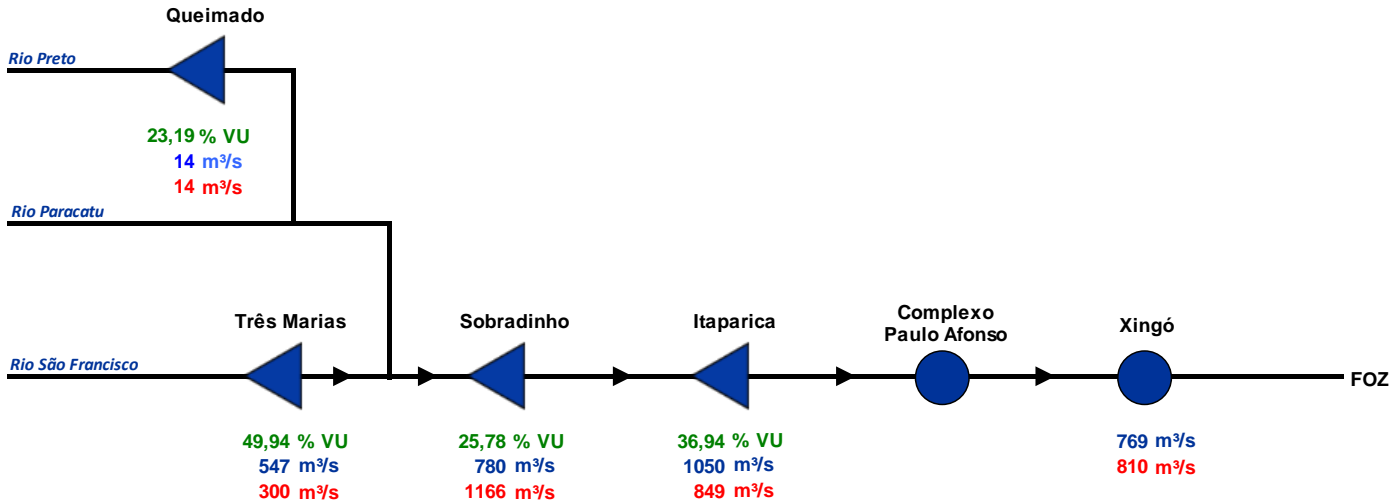 Queimado
Rio Preto
23,19 % VU
14 m³/s
14 m³/s
Rio Paracatu
Três Marias
Sobradinho
Itaparica
Complexo
Paulo Afonso
Xingó
Rio São Francisco
FOZ
49,94 % VU
547 m³/s
300 m³/s
25,78 % VU
780 m³/s
1166 m³/s
36,94 % VU
1050 m³/s
849 m³/s
769 m³/s
810 m³/s